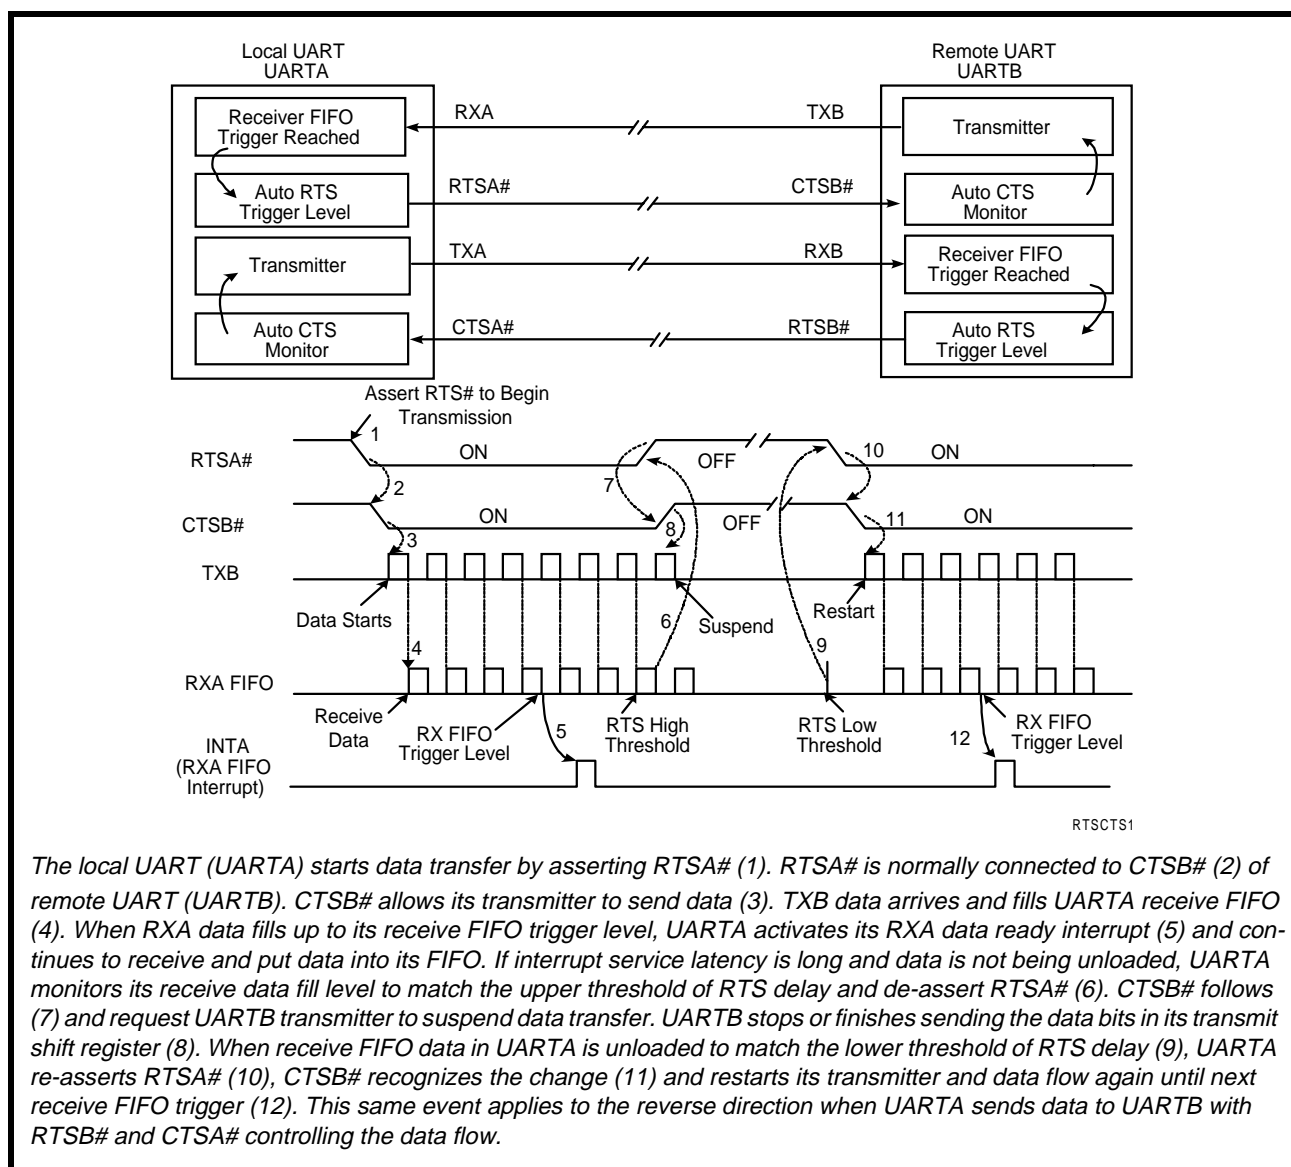 Local UART
UARTA
Remote UART
UARTB
Receiver FIFO
Trigger Reached
RXA
TXB
Transmitter
Auto RTS
Trigger Level
RTSA#
CTSB#
Auto CTS
Monitor
Transmitter
TXA
RXB
Receiver FIFO
Trigger Reached
Auto CTS
Monitor
CTSA#
RTSB#
Auto RTS
Trigger Level
Assert RTS# to Begin
Transmission
RTSA#
1
ON
7
OFF
10
ON
2
CTSB#
ON
8
OFF
11
ON
3
TXB
Data Starts
6
Suspend
Restart
4
9
RXA FIFO
Receive
Data
RX FIFO
Trigger Level
5
RTS High
Threshold
RTS Low
Threshold
12
RX FIFO
Trigger Level
INTA
(RXA FIFO
Interrupt)
RTSCTS1
The local UART (UARTA) starts data transfer by asserting RTSA# (1). RTSA# is normally connected to CTSB# (2) of
remote UART (UARTB). CTSB# allows its transmitter to send data (3). TXB data arrives and fills UARTA receive FIFO
(4). When RXA data fills up to its receive FIFO trigger level, UARTA activates its RXA data ready interrupt (5) and con-
tinues to receive and put data into its FIFO. If interrupt service latency is long and data is not being unloaded, UARTA
monitors its receive data fill level to match the upper threshold of RTS delay and de-assert RTSA# (6). CTSB# follows
(7) and request UARTB transmitter to suspend data transfer. UARTB stops or finishes sending the data bits in its transmit
shift register (8). When receive FIFO data in UARTA is unloaded to match the lower threshold of RTS delay (9), UARTA
re-asserts RTSA# (10), CTSB# recognizes the change (11) and restarts its transmitter and data flow again until next
receive FIFO trigger (12). This same event applies to the reverse direction when UARTA sends data to UARTB with
RTSB# and CTSA# controlling the data flow.